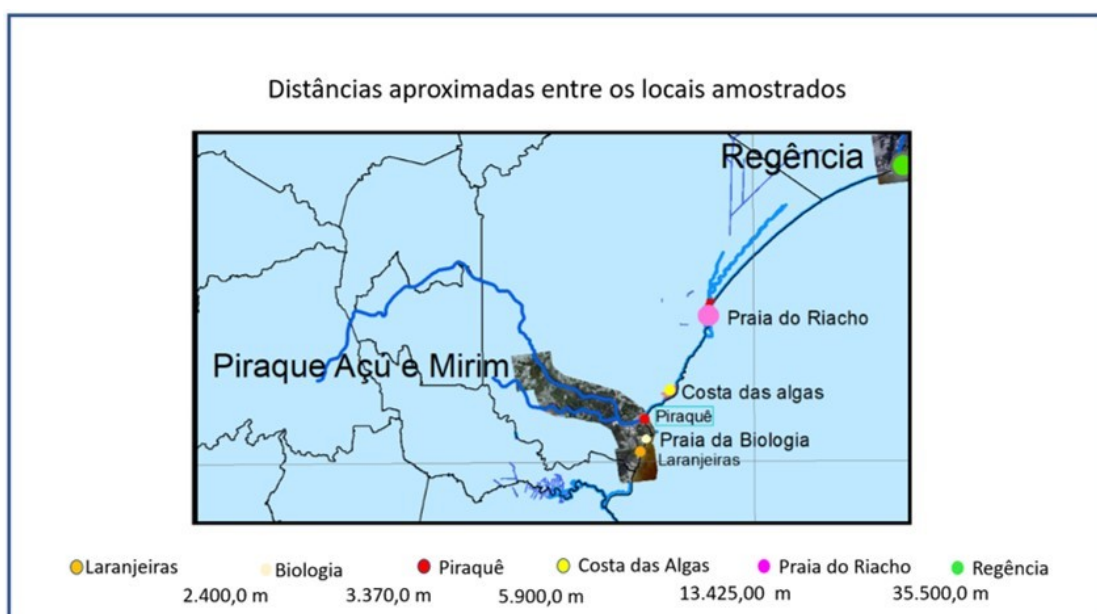 Distâncias aproximadas entre os locais amostrados
Regência
Praia do Riacho
Piraque Açu e Mirim
Costa das algas
Piraquê
Praia da Biologia
Laranjeiras
Laranjeiras Biologia Piraquê Costa das Algas Praia do Riacho Regência
2.400,0 m 3.370,0 m 5.900,0 m 13.425,00 m 35.500,0 m